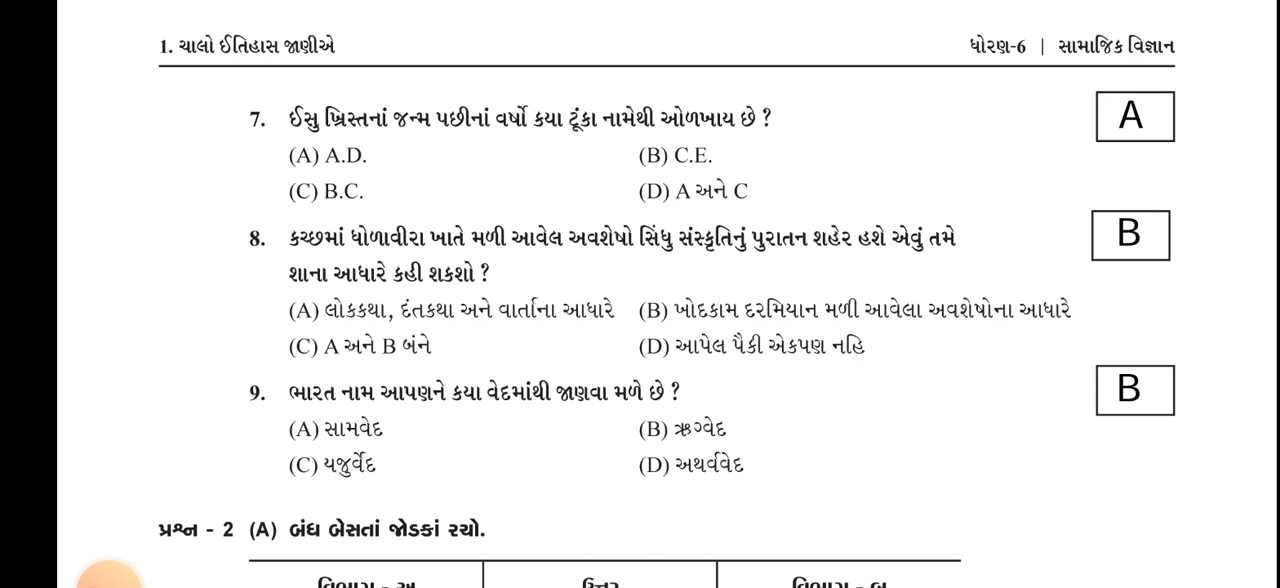 1. ચાલો ઈતિહાસ જાણીએ
ધોરણ-6 | સામાજિક વિજ્ઞાન
7. ઈસુ ખ્રિસ્તનાં જન્મ પછીનાં વર્ષો કયા ટૂંકા નામેથી ઓળખાય છે ?
A
(A) A.D.
(B) C.E.
(C) B.C.
(D) A અને C
8. કચ્છમાં ધોળાવીરા ખાતે મળી આવેલ અવશેષો સિંધુ સંસ્કૃતિનું પુરાતન શહેર હશે એવું તમે
B
શાના આધારે કહી શકશો ?
(A) લોકકથા, દંતકથા અને વાર્તાના આધારે
(B) ખોદકામ દરમિયાન મળી આવેલા અવશેષોના આધારે
(C) A અને B બંને
(D) આપેલ પૈકી એકપણ નહિ
9. ભારત નામ આપણને કયા વેદમાંથી જાણવા મળે છે ?
B
(A) સામવેદ
(B) ઋગ્વેદ
(C) યજુર્વેદ
(D) અથર્વવેદ
પ્રશ્ન - 2 (A) બંધ બેસતાં જોડકાં રચો.
વિભાગ - અ
ઉત્તર
વિભાગ - બ